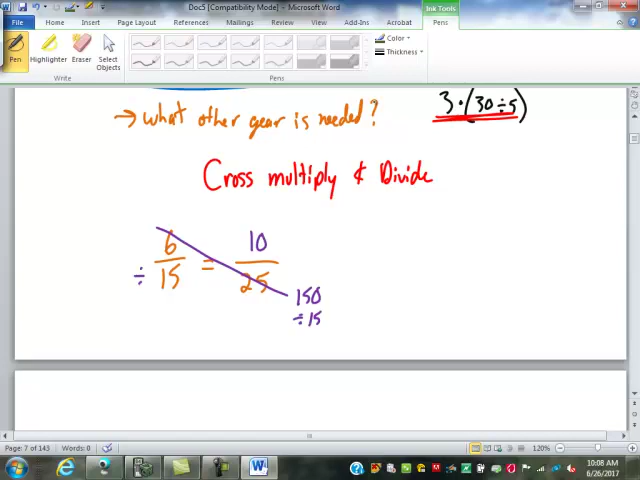 Doc5 [Compatibility Mode] - Word
Ink Tools
File Home Insert Page Layout References Mailings Review View Add-Ins Acrobat Pens
Pen Highlighter Eraser Select Objects
Color
Thickness
Write Pens
→ What other gear is needed?
3·(30÷5)
Cross multiply & Divide
6 10
÷ — = —
15 25
150
÷15
Page: 7 of 143 Words: 0 120%
10:08 AM
6/26/2017